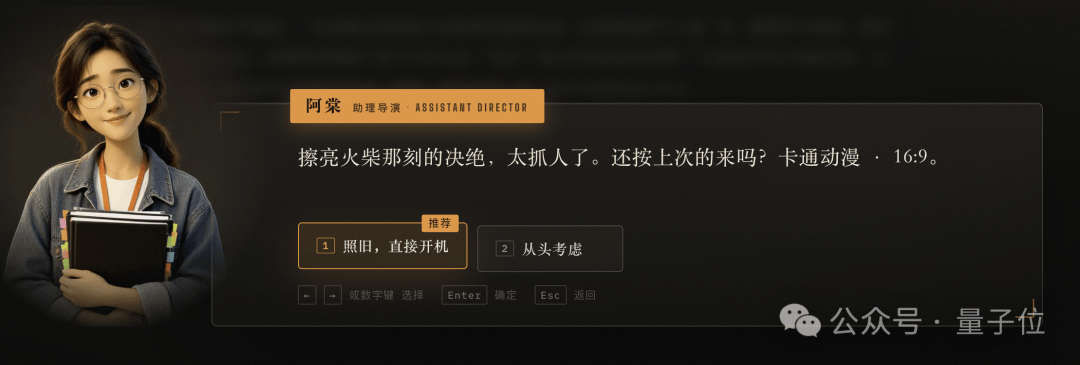 阿棠 助理导演 · ASSISTANT DIRECTOR
擦亮火柴那刻的决绝，太抓人了。还按上次的来吗？卡通动漫 · 16:9。
推荐
1 照旧，直接开机
2 从头考虑
← → 或数字键 选择 Enter 确定 Esc 返回
公众号 · 量子位